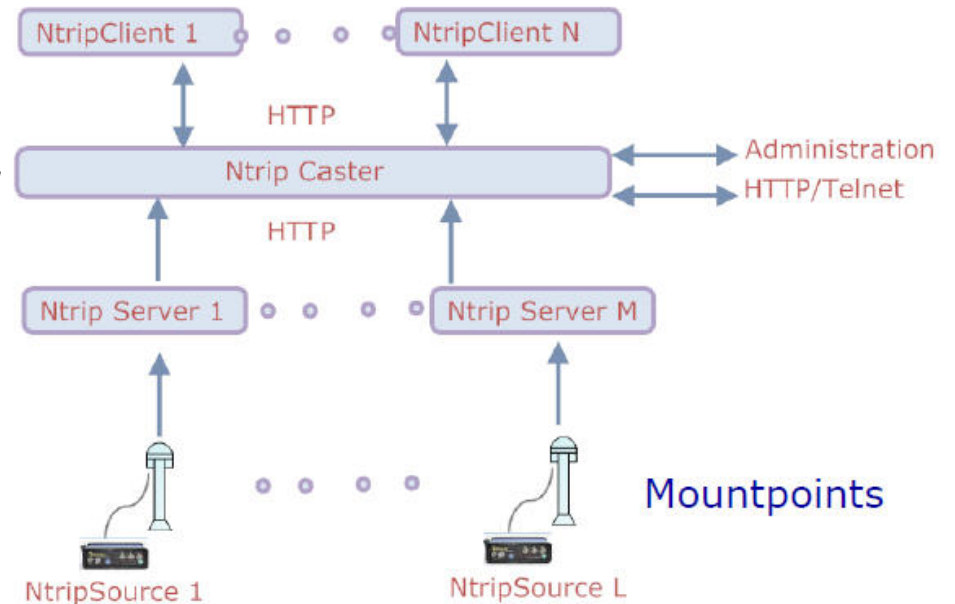 NtripClient 1
NtripClient N
HTTP
Ntrip Caster
Administration
HTTP/Telnet
HTTP
Ntrip Server 1
Ntrip Server M
Mountpoints
NtripSource 1
NtripSource L